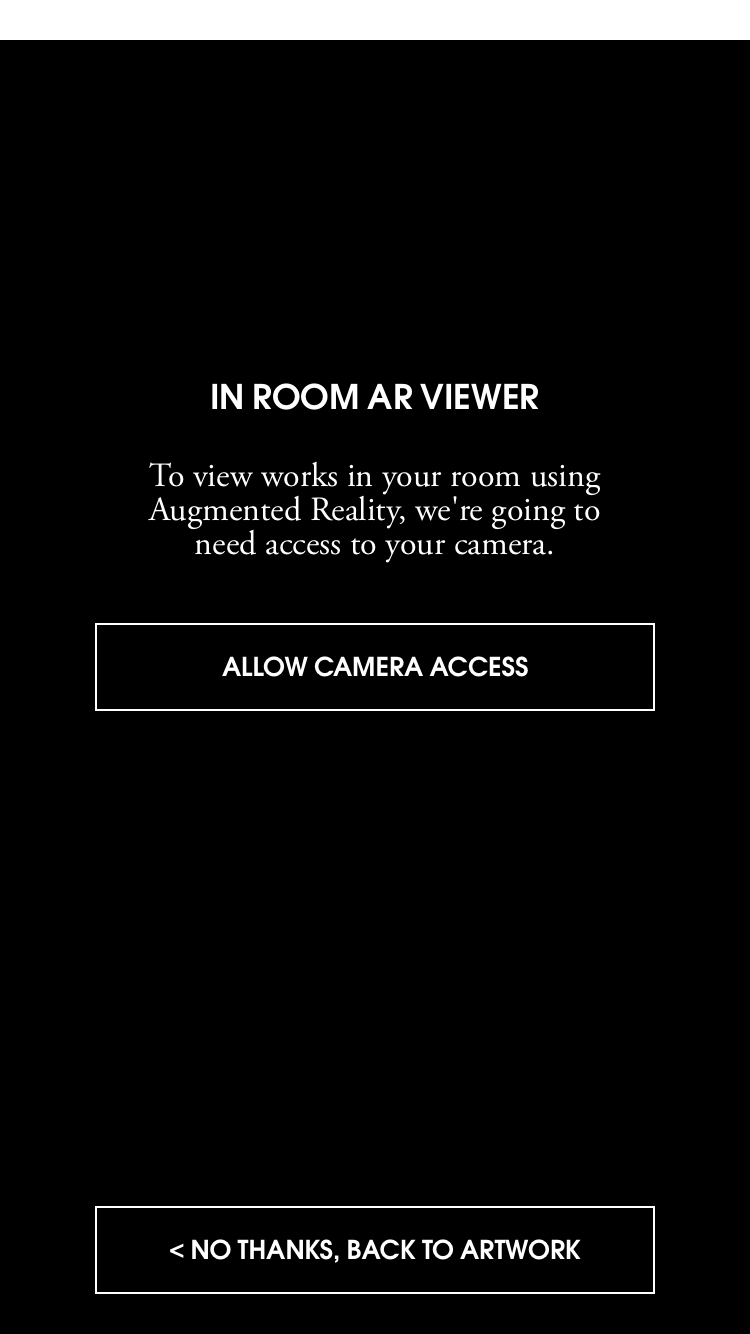 IN ROOM AR VIEWER
To view works in your room using
Augmented Reality, we're going to
need access to your camera.
ALLOW CAMERA ACCESS
< NO THANKS, BACK TO ARTWORK